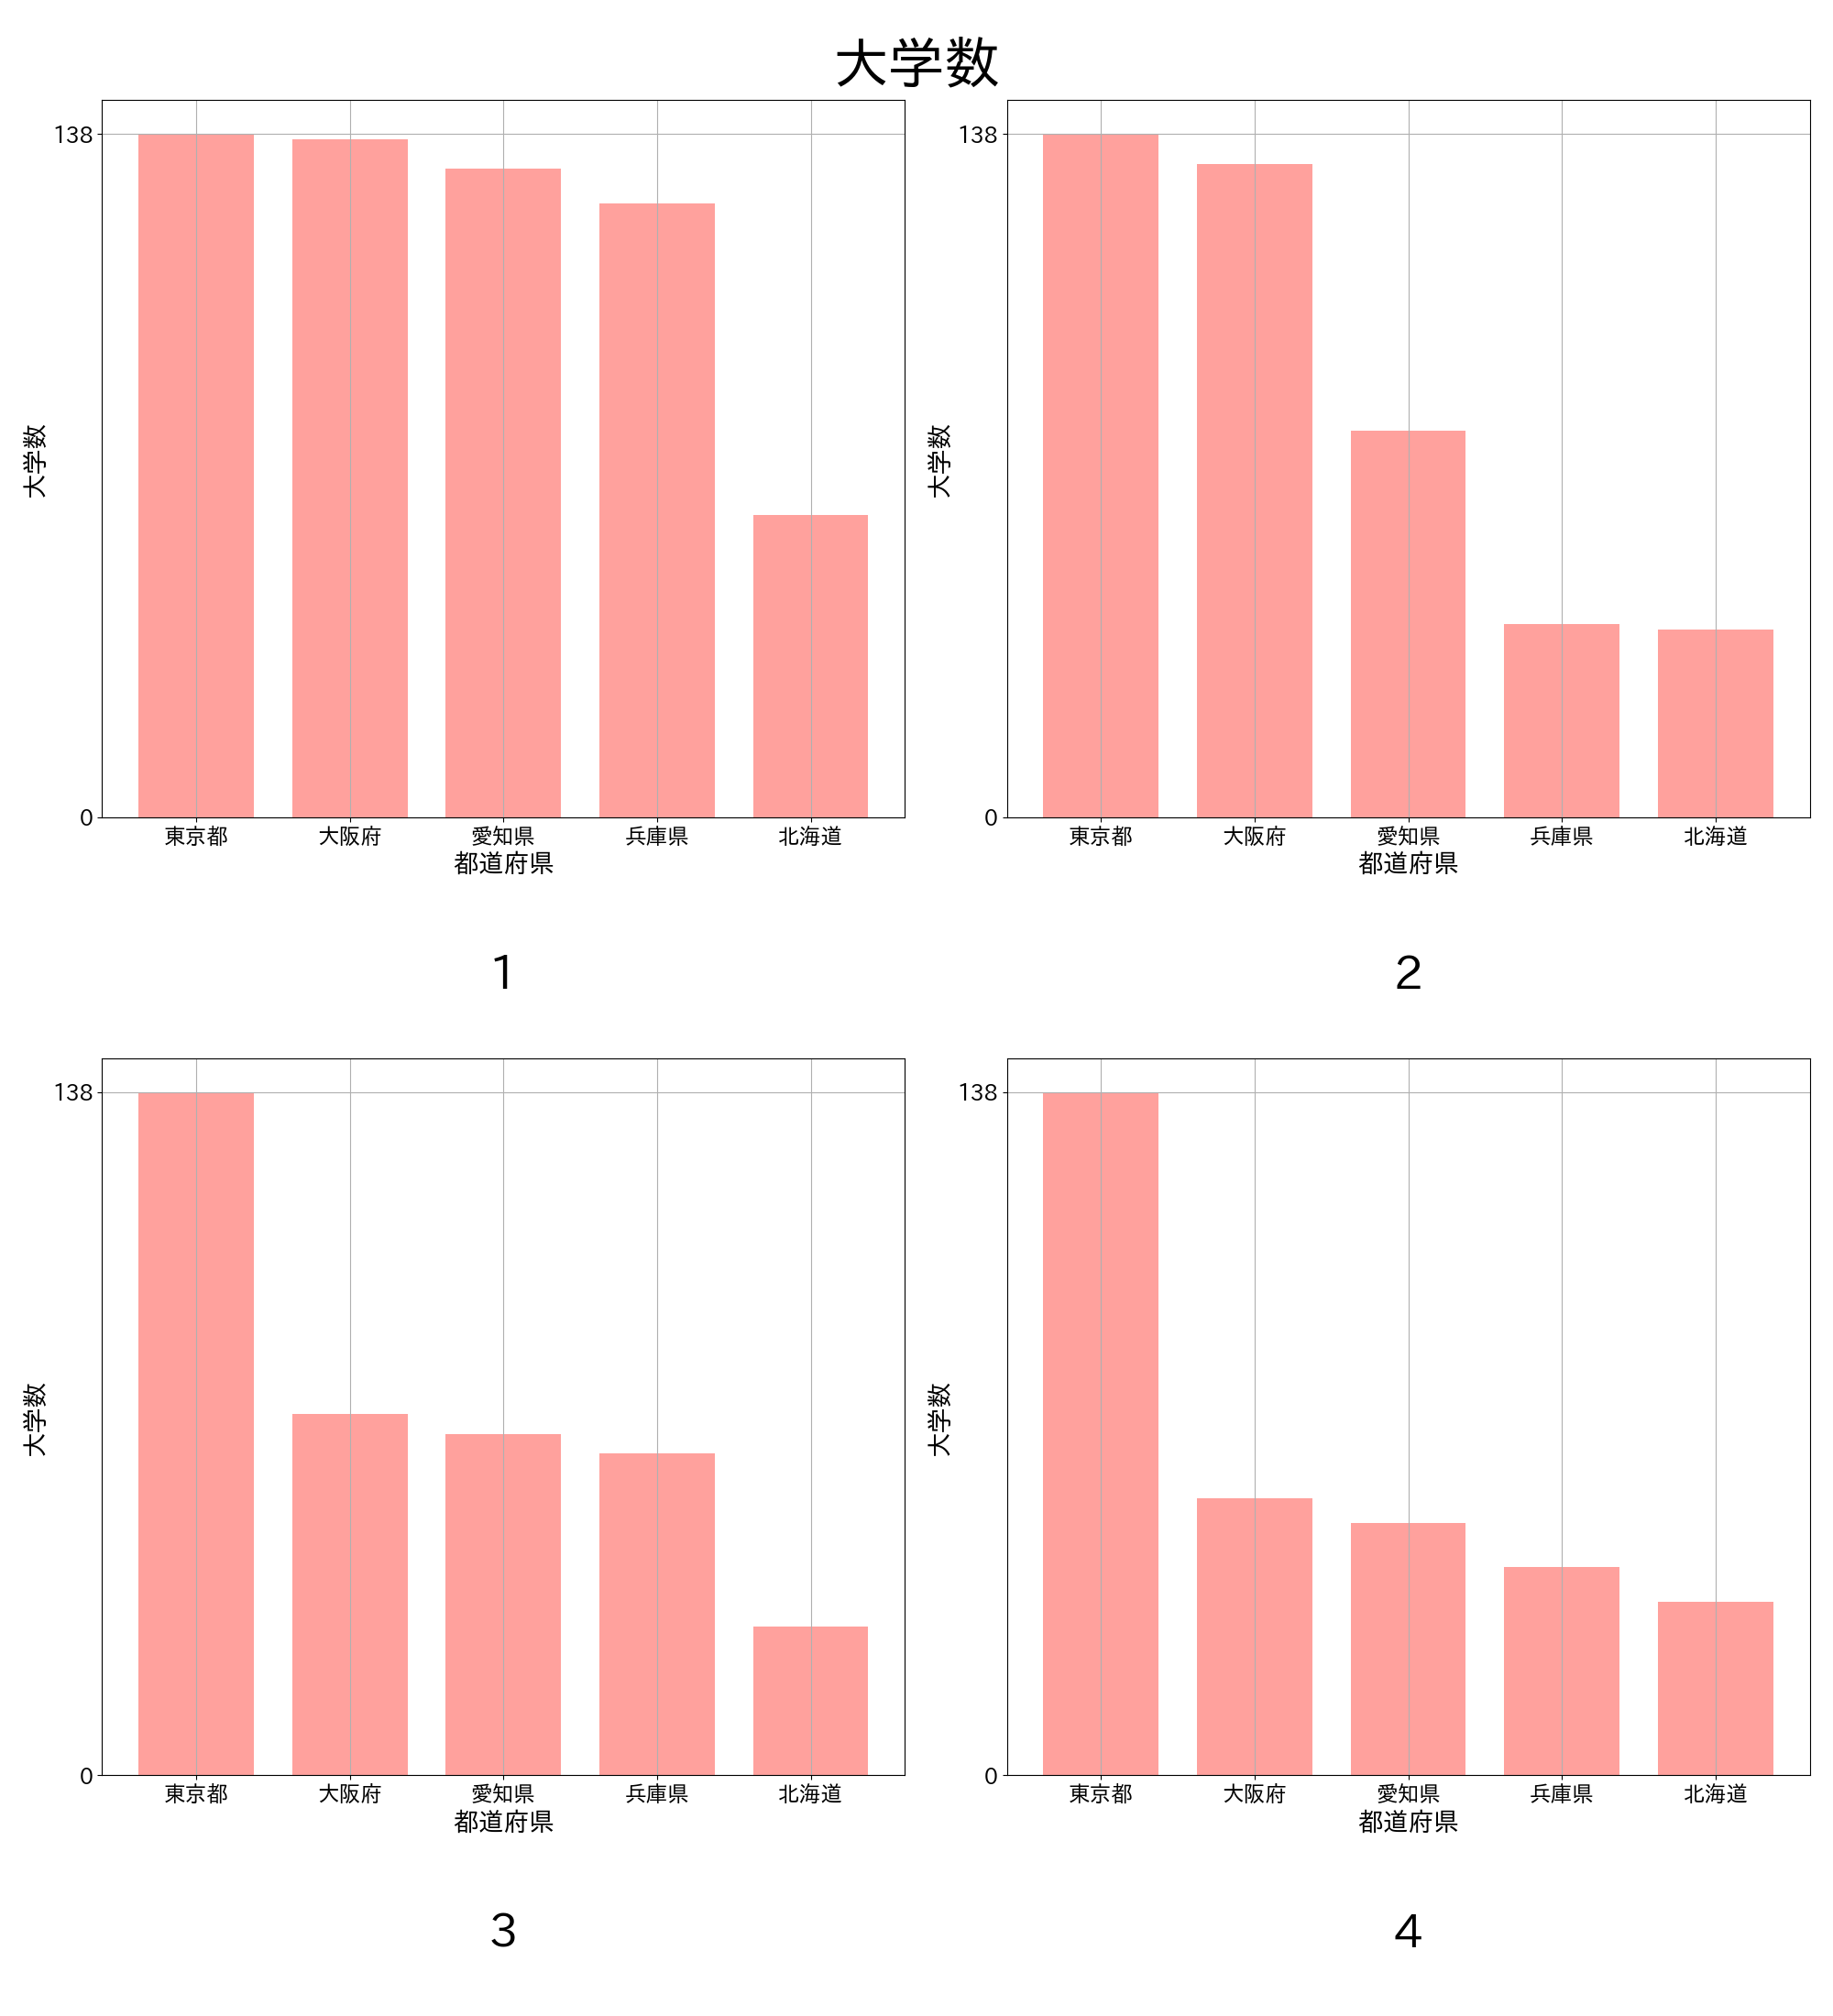 大学数
138
大学数
0
東京都 大阪府 愛知県 兵庫県 北海道
都道府県
1
138
大学数
0
東京都 大阪府 愛知県 兵庫県 北海道
都道府県
2
138
大学数
0
東京都 大阪府 愛知県 兵庫県 北海道
都道府県
3
138
大学数
0
東京都 大阪府 愛知県 兵庫県 北海道
都道府県
4